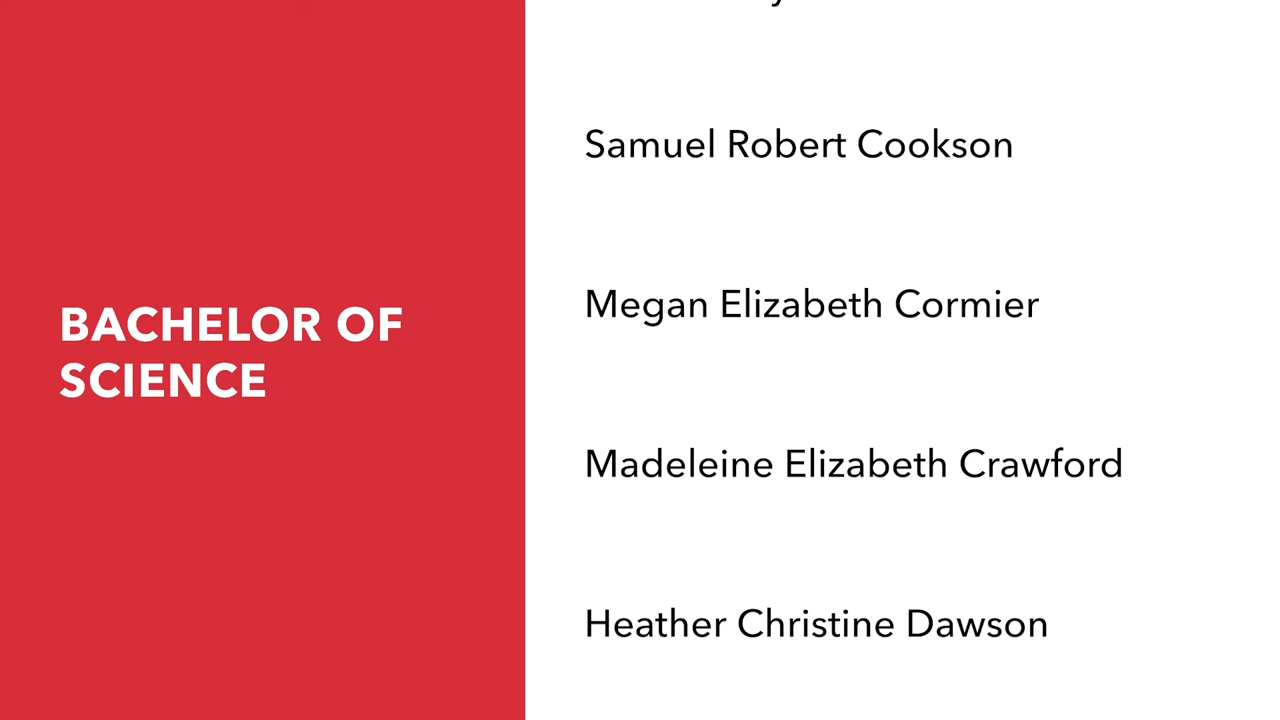 BACHELOR OF
SCIENCE
Samuel Robert Cookson
Megan Elizabeth Cormier
Madeleine Elizabeth Crawford
Heather Christine Dawson